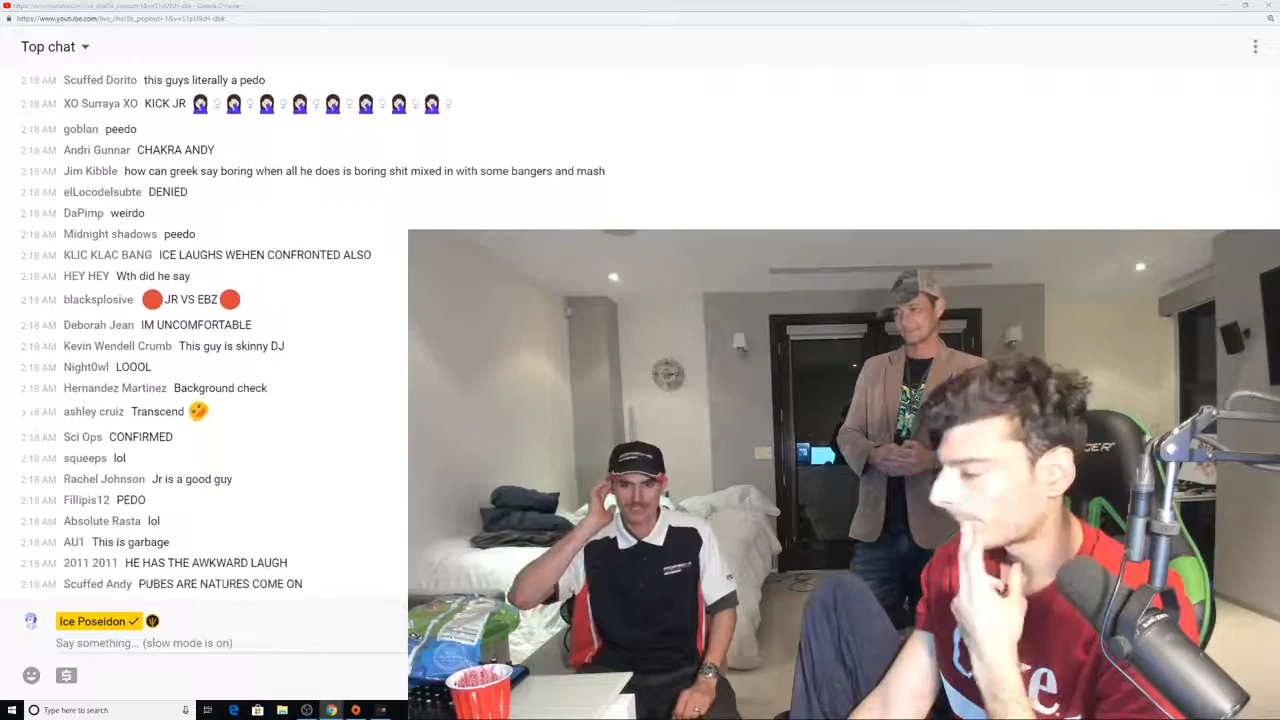 Top chat
2:18 AM Scuffed Dorito this guys literally a pedo
2:18 AM XO Surraya XO KICK JR
2:18 AM goblan peedo
2:18 AM Andri Gunnar CHAKRA ANDY
2:18 AM Jim Kibble how can greek say boring when all he does is boring shit mixed in with some bangers and mash
2:18 AM elLocodelsubte DENIED
2:18 AM DaPimp weirdo
2:18 AM Midnight shadows peedo
2:18 AM KLIC KLAC BANG ICE LAUGHS WEHEN CONFRONTED ALSO
2:18 AM HEY HEY Wth did he say
2:18 AM blacksplosive JR VS EBZ
2:18 AM Deborah Jean IM UNCOMFORTABLE
2:18 AM Kevin Wendell Crumb This guy is skinny DJ
2:18 AM Night0wl LOOOL
2:18 AM Hernandez Martinez Background check
2:18 AM ashley cruiz Transcend
2:18 AM Sci Ops CONFIRMED
2:18 AM squeeps lol
2:18 AM Rachel Johnson Jr is a good guy
2:18 AM Fillipis12 PEDO
2:18 AM Absolute Rasta lol
2:18 AM AU1 This is garbage
2:18 AM 2011 2011 HE HAS THE AWKWARD LAUGH
2:18 AM Scuffed Andy PUBES ARE NATURES COME ON
Ice Poseidon
Say something... (slow mode is on)
Type here to search